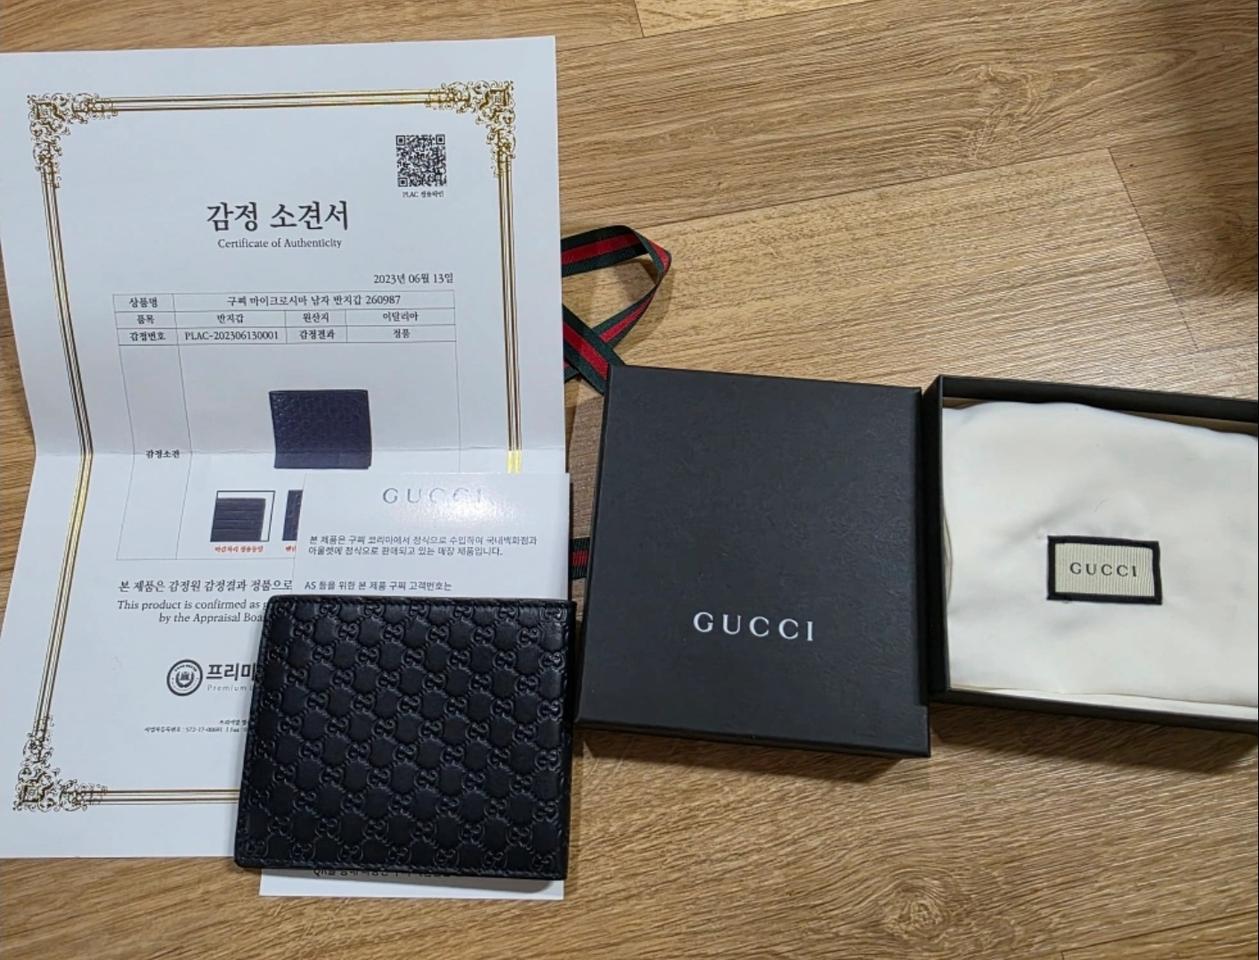 PLAC 정품확인
감정 소견서
Certificate of Authenticity
2023년 06월 13일
상품명 구찌 마이크로시마 남자 반지갑 260987
품목 반지갑 원산지 이탈리아
감정번호 PLAC-202306130001 감정결과 정품
감정소견
GUCCI
본 제품은 구찌 코리아에서 정식으로 수입하여 국내백화점과
아울렛에 정식으로 판매되고 있는 매장 제품입니다.
AS 등을 위한 본 제품 구찌 고객번호는
본 제품은 감정원 감정결과 정품으로
This product is confirmed as
by the Appraisal
프리미
Premium
GUCCI
GUCCI